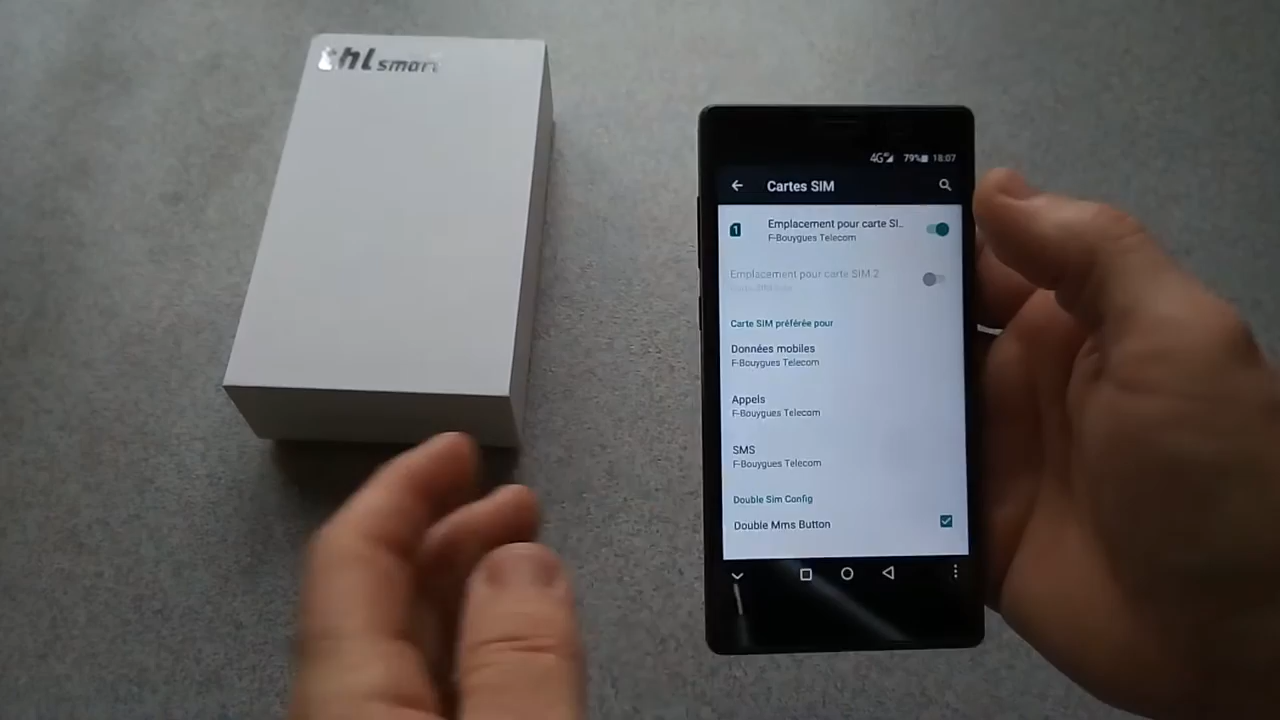 thl smart
4G 79% 18:07
Cartes SIM
1
Emplacement pour carte SI..
F-Bouygues Telecom
Emplacement pour carte SIM 2
Carte SIM préférée pour
Données mobiles
F-Bouygues Telecom
Appels
F-Bouygues Telecom
SMS
F-Bouygues Telecom
Double Sim Config
Double Mms Button